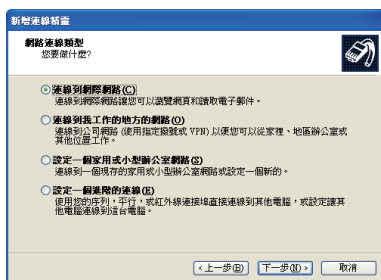 新增連線精靈
網路連線類型
您要做什麼?
連線到網際網路(C)
連線到網際網路讓您可以瀏覽網頁和讀取電子郵件。
連線到我工作的地方的網路(O)
連線到公司網路 (使用指定撥號或 VPN) 以便您可以從家裡、地區辦公室或
其他位置工作。
設定一個家用或小型辦公室網路(S)
連線到一個現存的家用或小型辦公室網路或設定一個新的。
設定一個進階的連線(E)
使用您的序列，平行，或紅外線連接埠直接連線到其他電腦，或設定讓其
他電腦連線到這台電腦。
<上一步(B) 下一步(N)> 取消